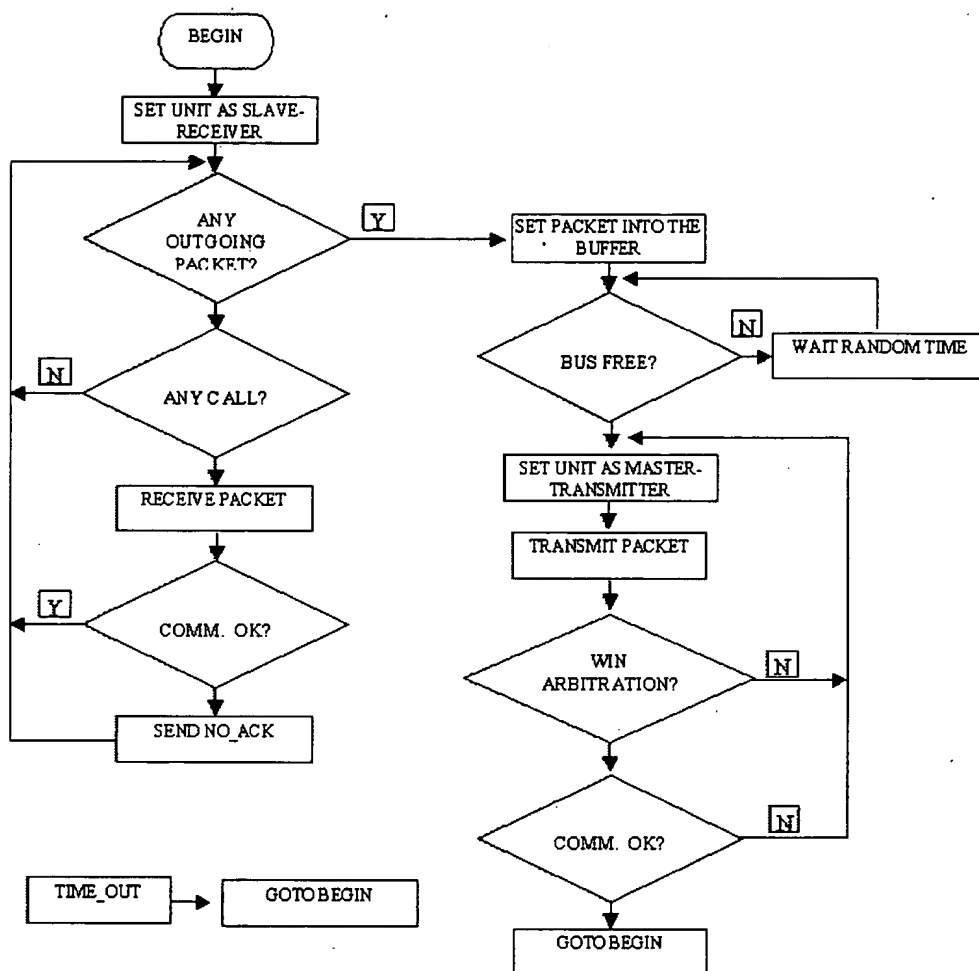 BEGIN
SET UNIT AS SLAVE-
RECEIVER
ANY
OUTGOING
PACKET?
Y
SET PACKET INTO THE
BUFFER
BUS FREE?
N
WAIT RANDOM TIME
N
ANY CALL?
SET UNIT AS MASTER-
TRANSMITTER
RECEIVE PACKET
TRANSMIT PACKET
Y
COMM. OK?
WIN
ARBITRATION?
N
SEND NO_ACK
COMM. OK?
N
TIME_OUT
GOTO BEGIN
GOTO BEGIN